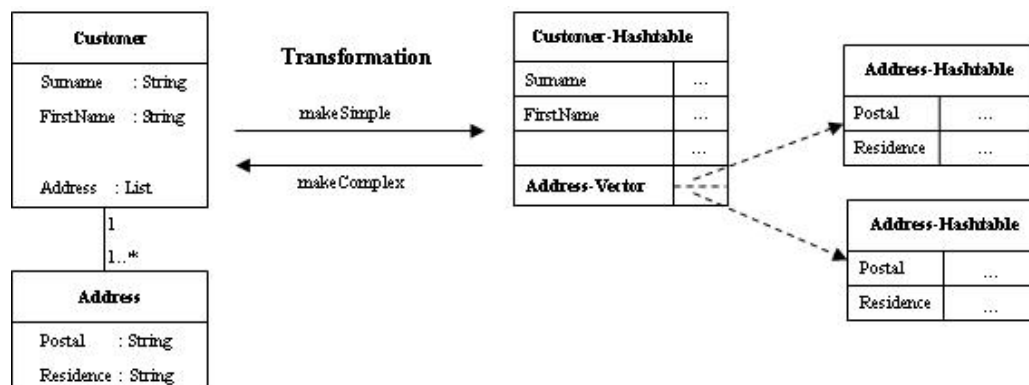 Customer
Surname : String
FirstName : String
Address : List
1
1..*
Address
Postal : String
Residence : String
Transformation
makeSimple
makeComplex
Customer-Hashtable
Surname ...
FirstName ...
...
Address-Vector
Address-Hashtable
Postal ...
Residence ...
Address-Hashtable
Postal ...
Residence ...